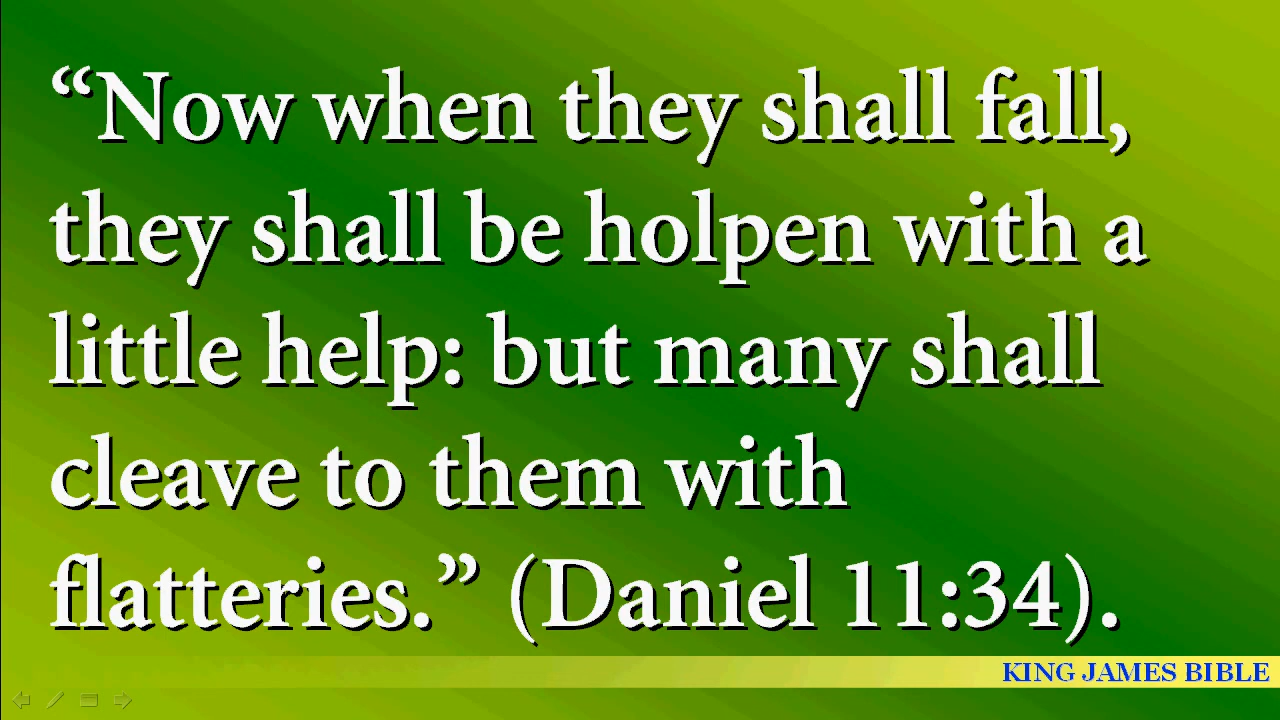 “Now when they shall fall,
they shall be holpen with a
little help: but many shall
cleave to them with
flatteries.” (Daniel 11:34).
KING JAMES BIBLE